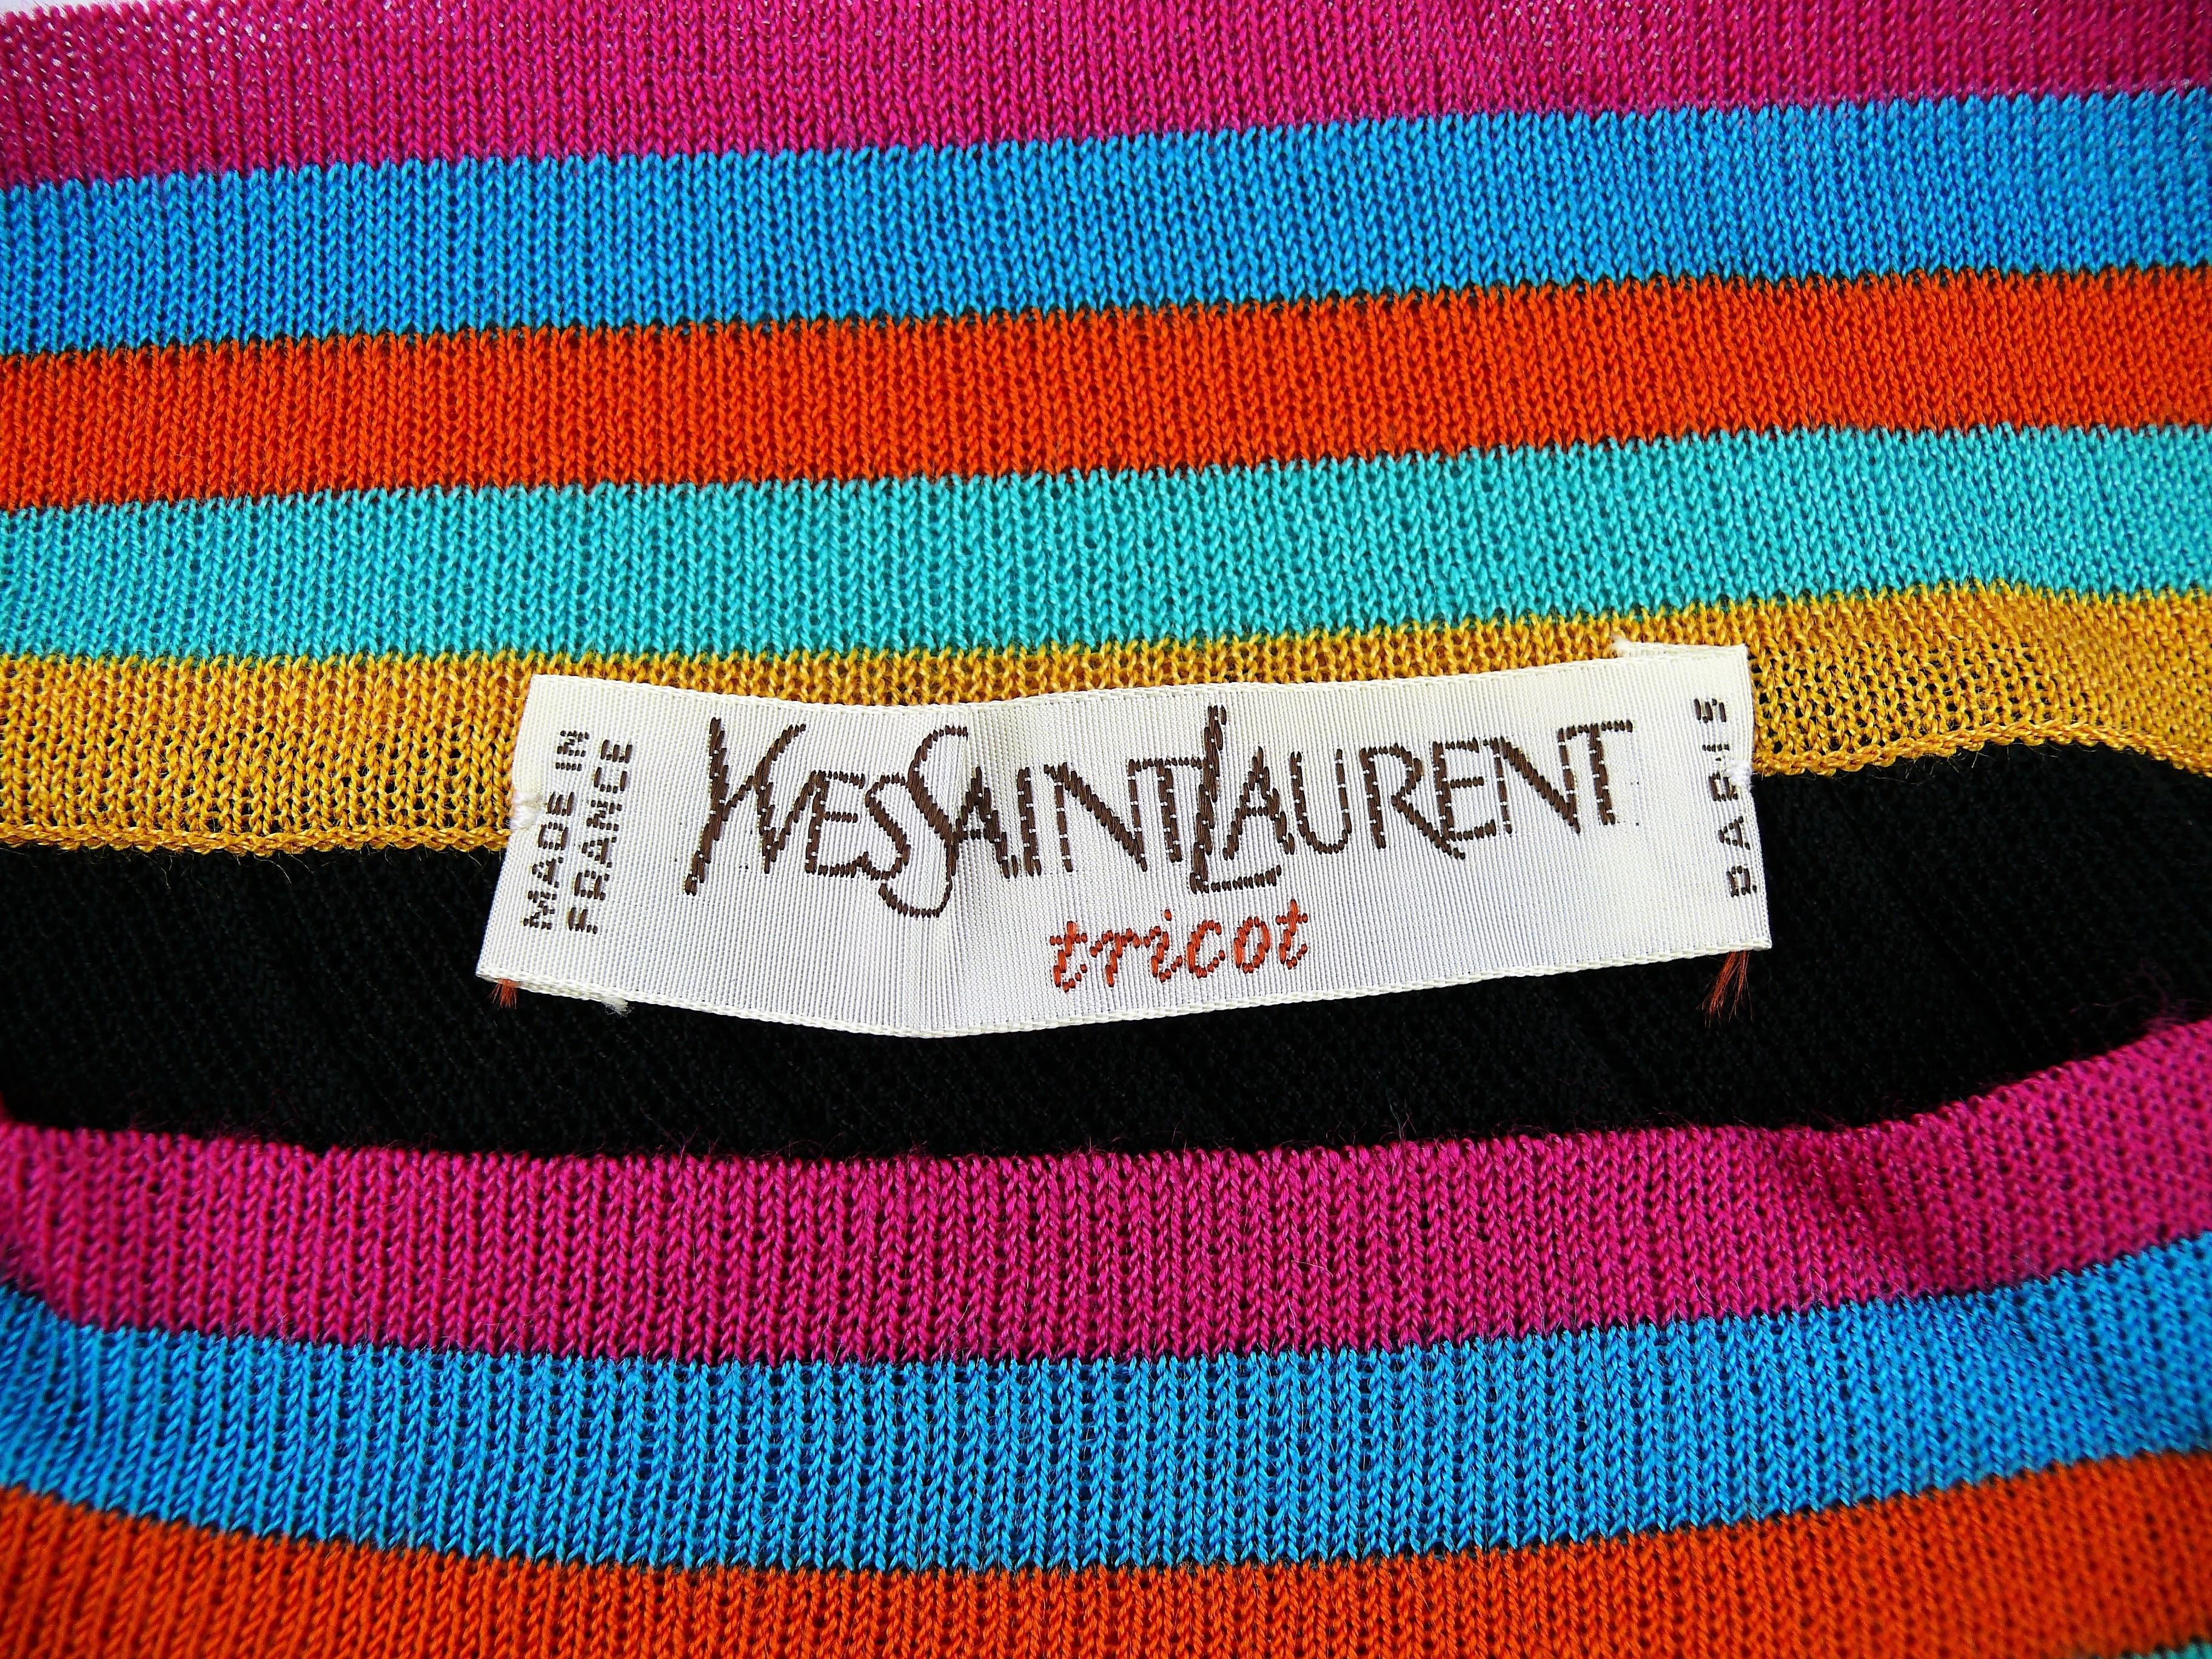 MADE IN
FRANCE
YVESSAINTLAURENT
tricot
PARIS